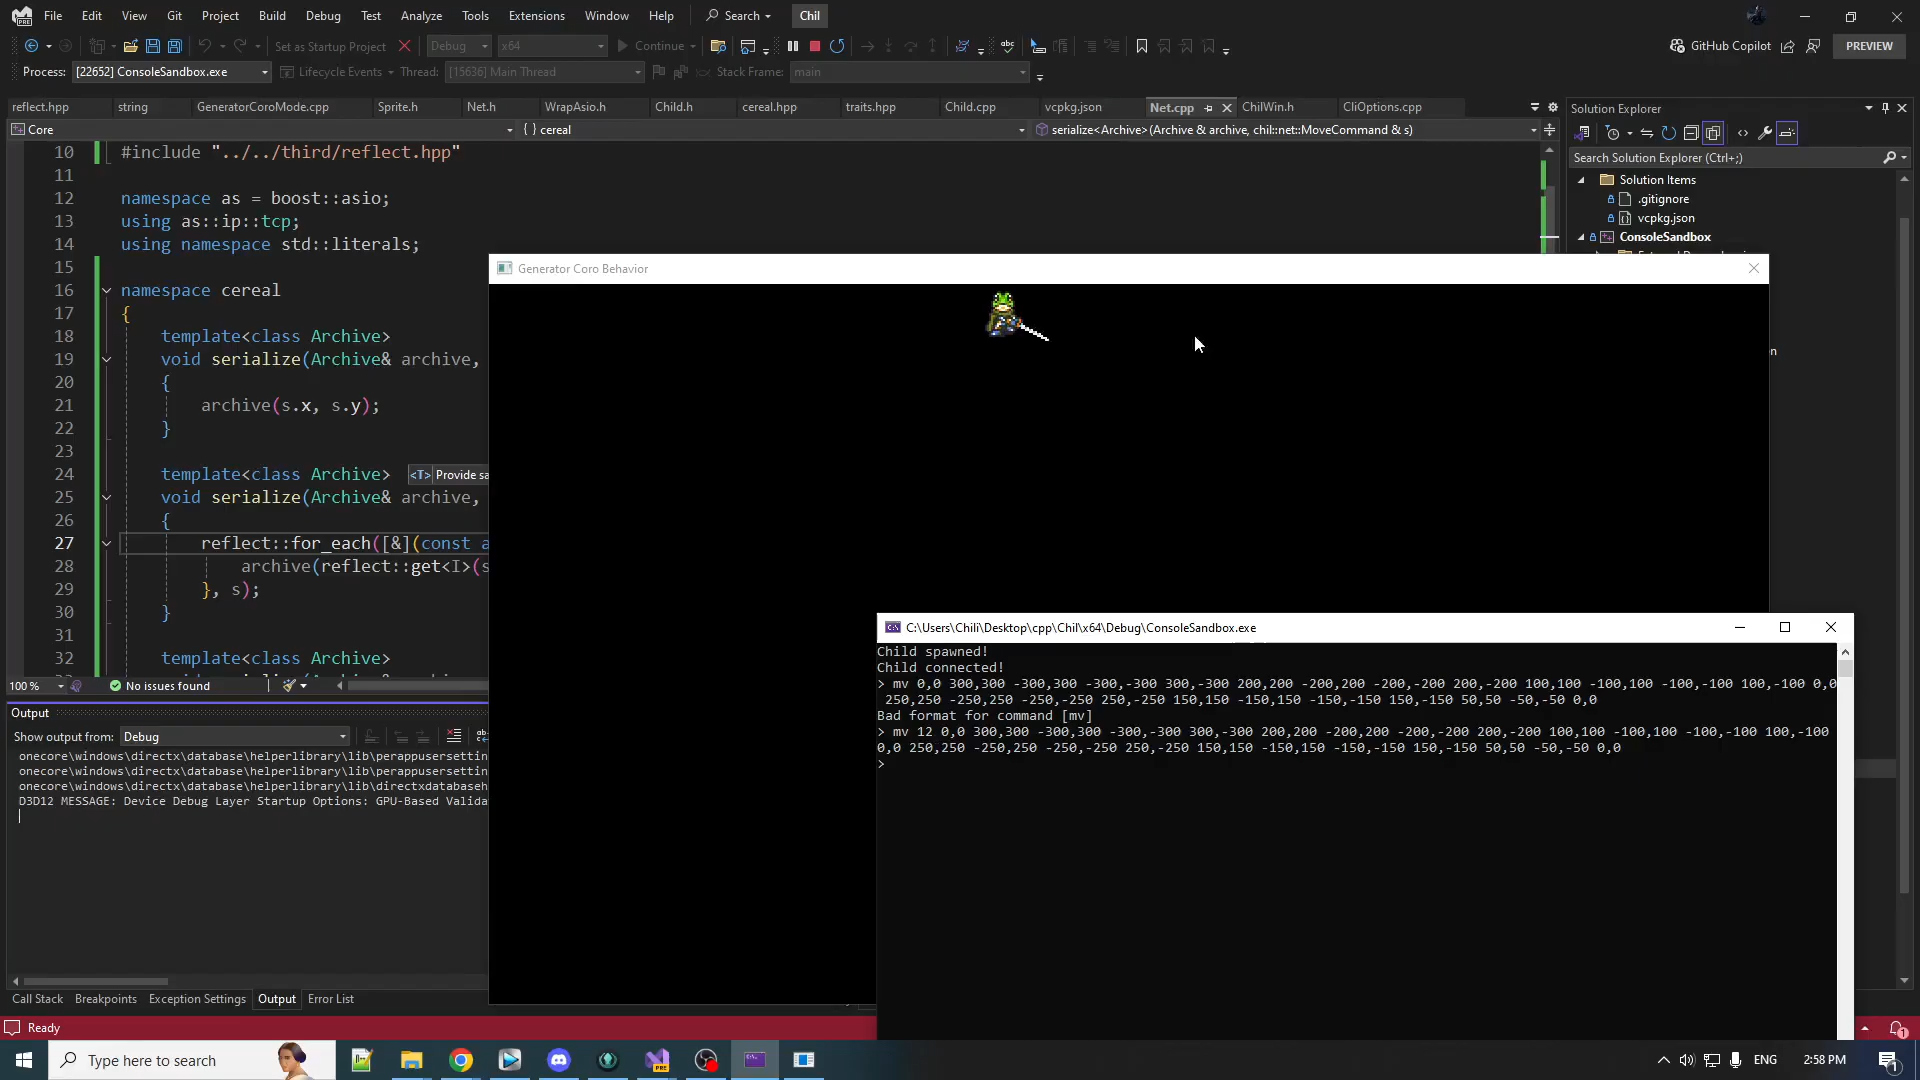 File Edit View Git Project Build Debug Test Analyze Tools Extensions Window Help Search Chil
Set as Startup Project Debug x64 Continue GitHub Copilot PREVIEW
Process: [22652] ConsoleSandbox.exe Lifecycle Events Thread: [15636] Main Thread Stack Frame: main
reflect.hpp string GeneratorCoroMode.cpp Sprite.h Net.h WrapAsio.h Child.h cereal.hpp traits.hpp Child.cpp vcpkg.json Net.cpp ChilWin.h CliOptions.cpp
Solution Explorer
Core { } cereal serialize<Archive>(Archive & archive, chil::net::MoveCommand & s)
Search Solution Explorer (Ctrl+;)
Solution Items
.gitignore
vcpkg.json
ConsoleSandbox
10 #include "../../third/reflect.hpp"
11
12 namespace as = boost::asio;
13 using as::ip::tcp;
14 using namespace std::literals;
15
16 namespace cereal
17 {
18 template<class Archive>
19 void serialize(Archive& archive,
20 {
21 archive(s.x, s.y);
22 }
23
24 template<class Archive> <T> Provide sa
25 void serialize(Archive& archive,
26 {
27 reflect::for_each([&](const a
28 archive(reflect::get<I>(s
29 }, s);
30 }
31
32 template<class Archive>
100 % No issues found
Generator Coro Behavior
C:\Users\Chili\Desktop\cpp\Chil\x64\Debug\ConsoleSandbox.exe
Child spawned!
Child connected!
> mv 0,0 300,300 -300,300 -300,-300 300,-300 200,200 -200,200 -200,-200 200,-200 100,100 -100,100 -100,-100 100,-100 0,0
250,250 -250,250 -250,-250 250,-250 150,150 -150,150 -150,-150 150,-150 50,50 -50,-50 0,0
Bad format for command [mv]
> mv 12 0,0 300,300 -300,300 -300,-300 300,-300 200,200 -200,200 -200,-200 200,-200 100,100 -100,100 -100,-100 100,-100
0,0 250,250 -250,250 -250,-250 250,-250 150,150 -150,150 -150,-150 150,-150 50,50 -50,-50 0,0
>
Output
Show output from: Debug
onecore\windows\directx\database\helperlibrary\lib\perappusersettin
onecore\windows\directx\database\helperlibrary\lib\perappusersettin
onecore\windows\directx\database\helperlibrary\lib\directxdatabaseh
D3D12 MESSAGE: Device Debug Layer Startup Options: GPU-Based Valida
Call Stack Breakpoints Exception Settings Output Error List
Ready
Type here to search
ENG 2:58 PM